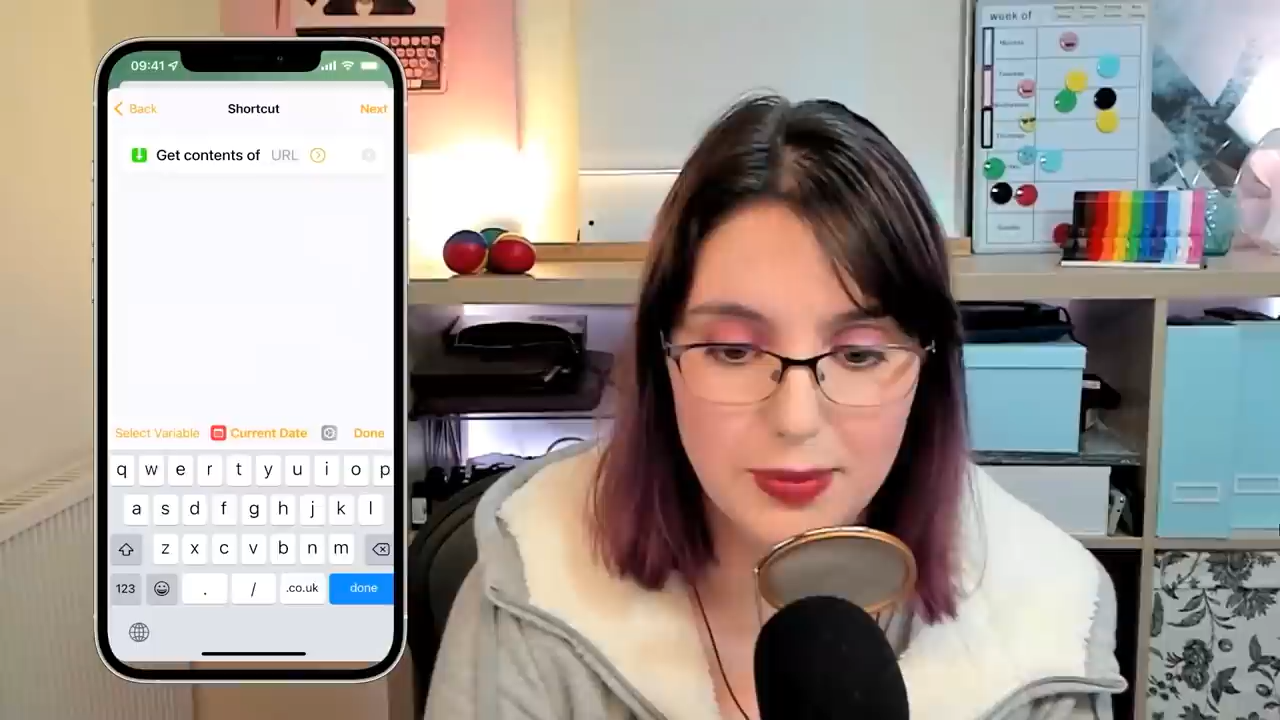 09:41
Back
Shortcut
Next
Get contents of URL
Select Variable
Current Date
Done
q w e r t y u i o p
a s d f g h j k l
z x c v b n m
123
.
/
.co.uk
done
week of